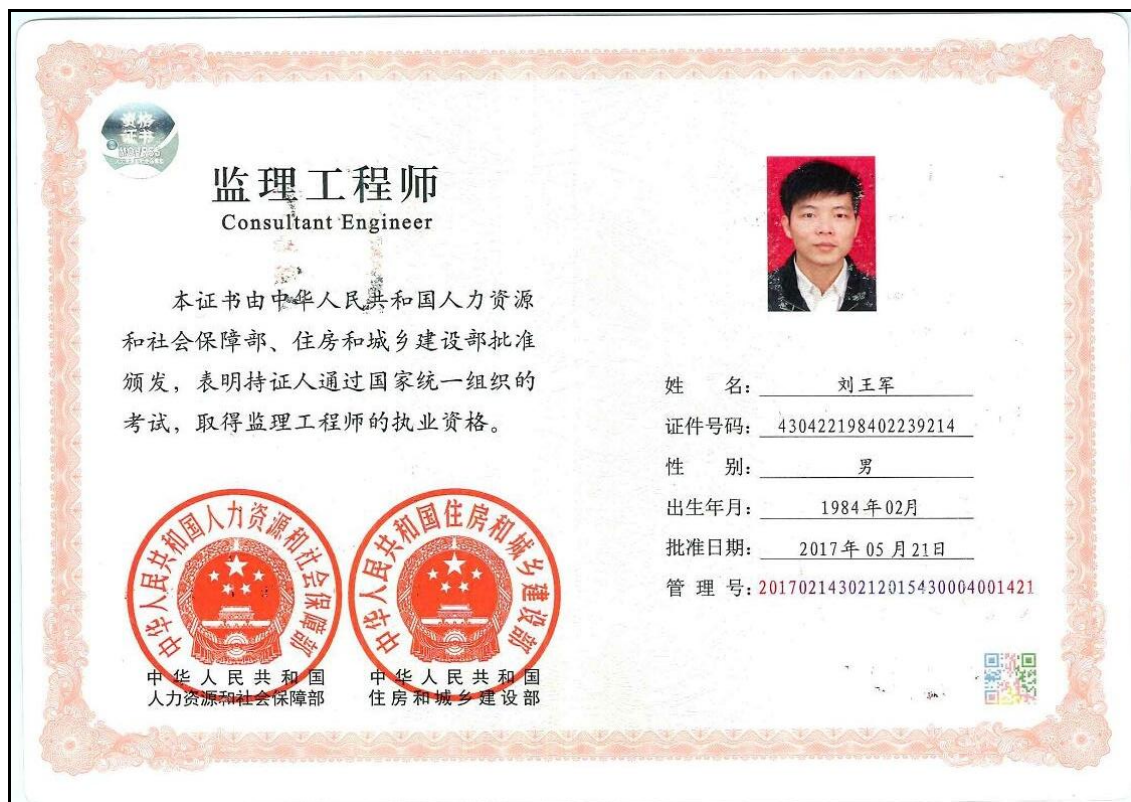 资格
证书
MOHRSS
监理工程师
Consultant Engineer
本证书由中华人民共和国人力资源
和社会保障部、住房和城乡建设部批准
颁发，表明持证人通过国家统一组织的
考试，取得监理工程师的执业资格。
中华人民共和国人力资源和社会保障部
中华人民共和国住房和城乡建设部
中华人民共和国
人力资源和社会保障部
中华人民共和国
住房和城乡建设部
姓 名： 刘王军
证件号码： 430422198402239214
性 别： 男
出生年月： 1984年02月
批准日期： 2017年05月21日
管 理 号： 2017021430212015430004001421